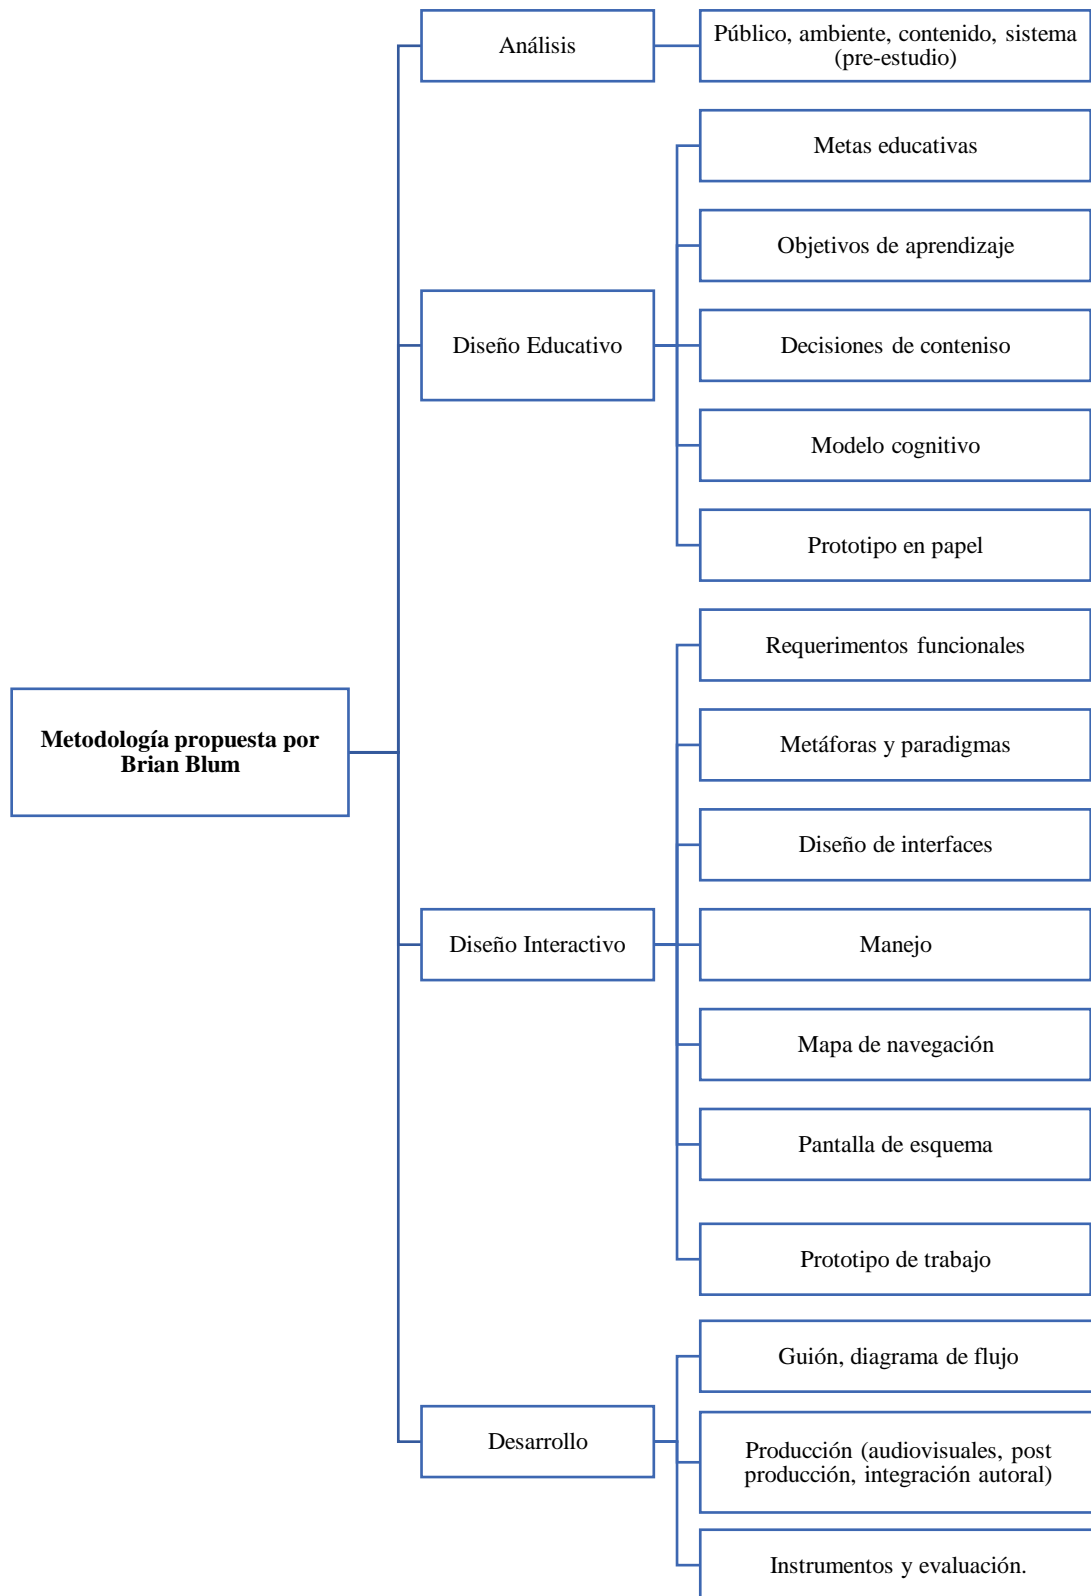 Metodología propuesta por
Brian Blum
Análisis
Público, ambiente, contenido, sistema
(pre-estudio)
Diseño Educativo
Metas educativas
Objetivos de aprendizaje
Decisiones de conteniso
Modelo cognitivo
Prototipo en papel
Diseño Interactivo
Requerimentos funcionales
Metáforas y paradigmas
Diseño de interfaces
Manejo
Mapa de navegación
Pantalla de esquema
Prototipo de trabajo
Desarrollo
Guión, diagrama de flujo
Producción (audiovisuales, post
producción, integración autoral)
Instrumentos y evaluación.